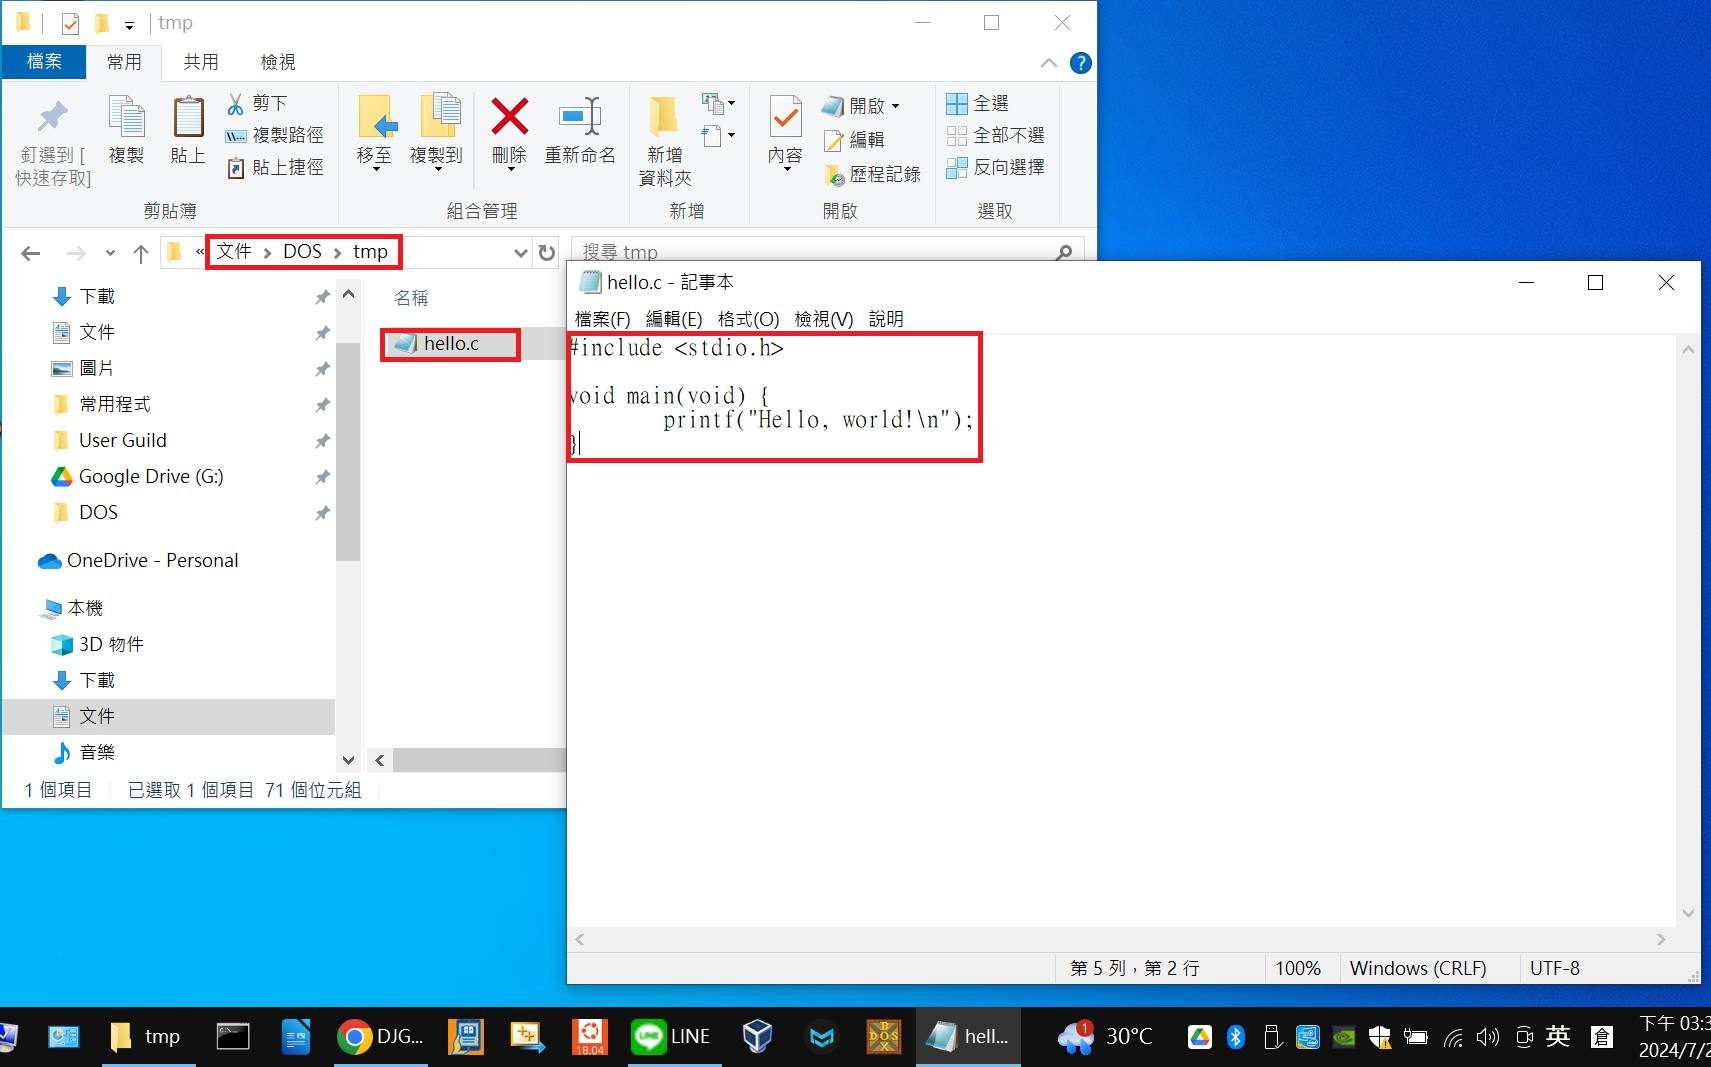 tmp
檔案 常用 共用 檢視
剪下
複製路徑
貼上捷徑
釘選到 [
快速存取]
複製
貼上
剪貼簿
移至
複製到
刪除
重新命名
組合管理
新增
資料夾
新增
內容
開啟
編輯
歷程記錄
開啟
全選
全部不選
反向選擇
選取
« 文件 > DOS > tmp
搜尋 tmp
下載
文件
圖片
常用程式
User Guild
Google Drive (G:)
DOS
OneDrive - Personal
本機
3D 物件
下載
文件
音樂
名稱
hello.c
1 個項目 已選取 1 個項目 71 個位元組
hello.c - 記事本
檔案(F) 編輯(E) 格式(O) 檢視(V) 說明
#include <stdio.h>
void main(void) {
printf("Hello, world!\n");
}
第 5 列，第 2 行 100% Windows (CRLF) UTF-8
tmp
DJG...
18.04
LINE
BOX
DOS
hell...
1
30°C
英
倉
下午 03:3
2024/7/2